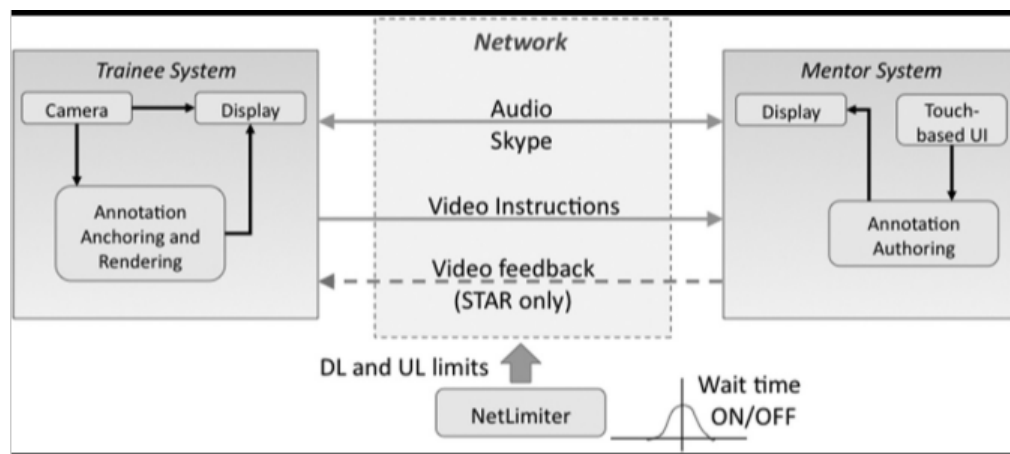 Network
Trainee System
Camera
Display
Annotation
Anchoring and
Rendering
Audio
Skype
Video Instructions
Video feedback
(STAR only)
Mentor System
Display
Touch-
based UI
Annotation
Authoring
DL and UL limits
NetLimiter
Wait time
ON/OFF